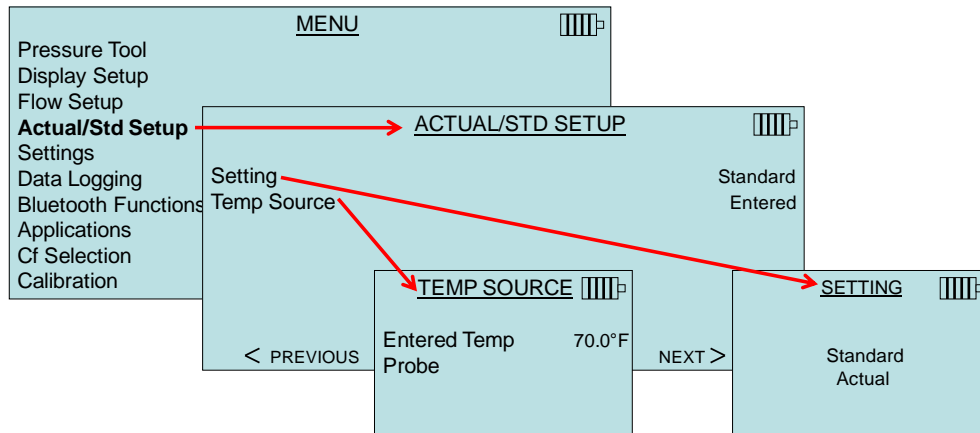 MENU
Pressure Tool
Display Setup
Flow Setup
Actual/Std Setup
Settings
Data Logging
Bluetooth Functions
Applications
Cf Selection
Calibration
ACTUAL/STD SETUP
Setting Standard
Temp Source Entered
< PREVIOUS NEXT >
TEMP SOURCE
Entered Temp 70.0°F
Probe
SETTING
Standard
Actual